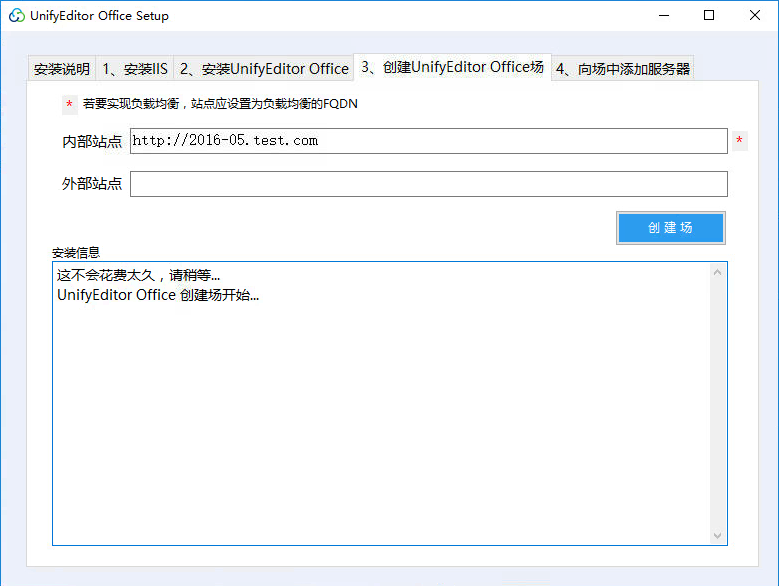 UnifyEditor Office Setup
安装说明 1、安装IIS 2、安装UnifyEditor Office 3、创建UnifyEditor Office场 4、向场中添加服务器
* 若要实现负载均衡，站点应设置为负载均衡的FQDN
内部站点 http://2016-05.test.com *
外部站点
创 建 场
安装信息
这不会花费太久，请稍等...
UnifyEditor Office 创建场开始...